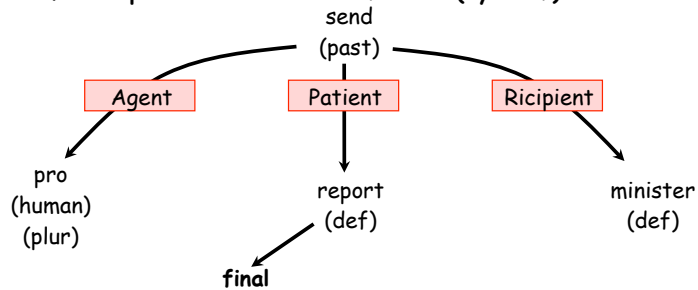 send
(past)
Agent
Patient
Ricipient
pro
(human)
(plur)
report
(def)
minister
(def)
final